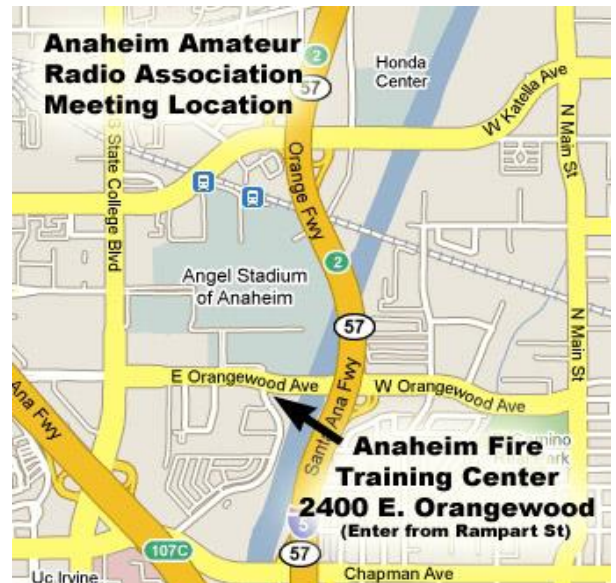 Anaheim Amateur
Radio Association
Meeting Location
2
57
Honda
Center
W Katella Ave
N Main St
State College Blvd
Orange Fwy
2
Angel Stadium
of Anaheim
57
E Orangewood Ave
W Orangewood Ave
N Main St
Ana Fwy
Santa Ana Fwy
Anaheim Fire
Training Center
2400 E. Orangewood
(Enter from Rampart St)
5
107C
57
Chapman Ave
Uc Irvine